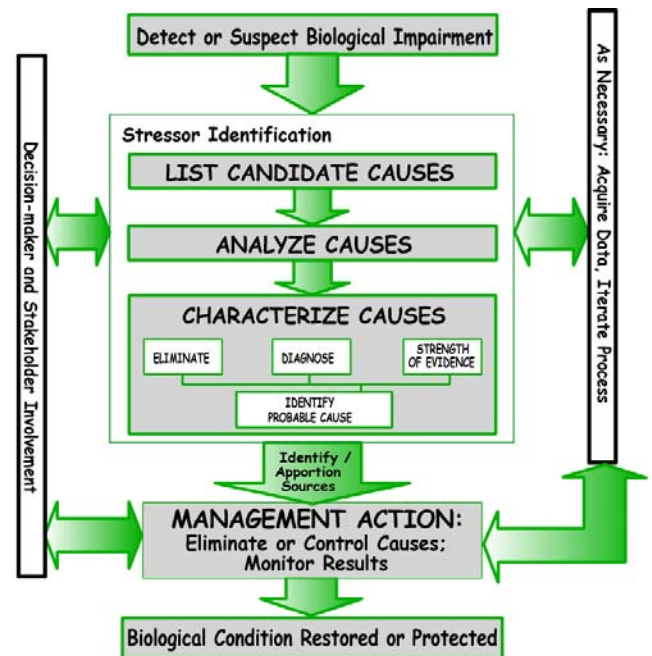 Detect or Suspect Biological Impairment
Stressor Identification
LIST CANDIDATE CAUSES
ANALYZE CAUSES
CHARACTERIZE CAUSES
ELIMINATE
DIAGNOSE
STRENGTH
OF EVIDENCE
IDENTIFY
PROBABLE CAUSE
Identify /
Apportion
Sources
MANAGEMENT ACTION:
Eliminate or Control Causes;
Monitor Results
Biological Condition Restored or Protected
Decision-maker and Stakeholder Involvement
As Necessary: Acquire Data, Iterate Process